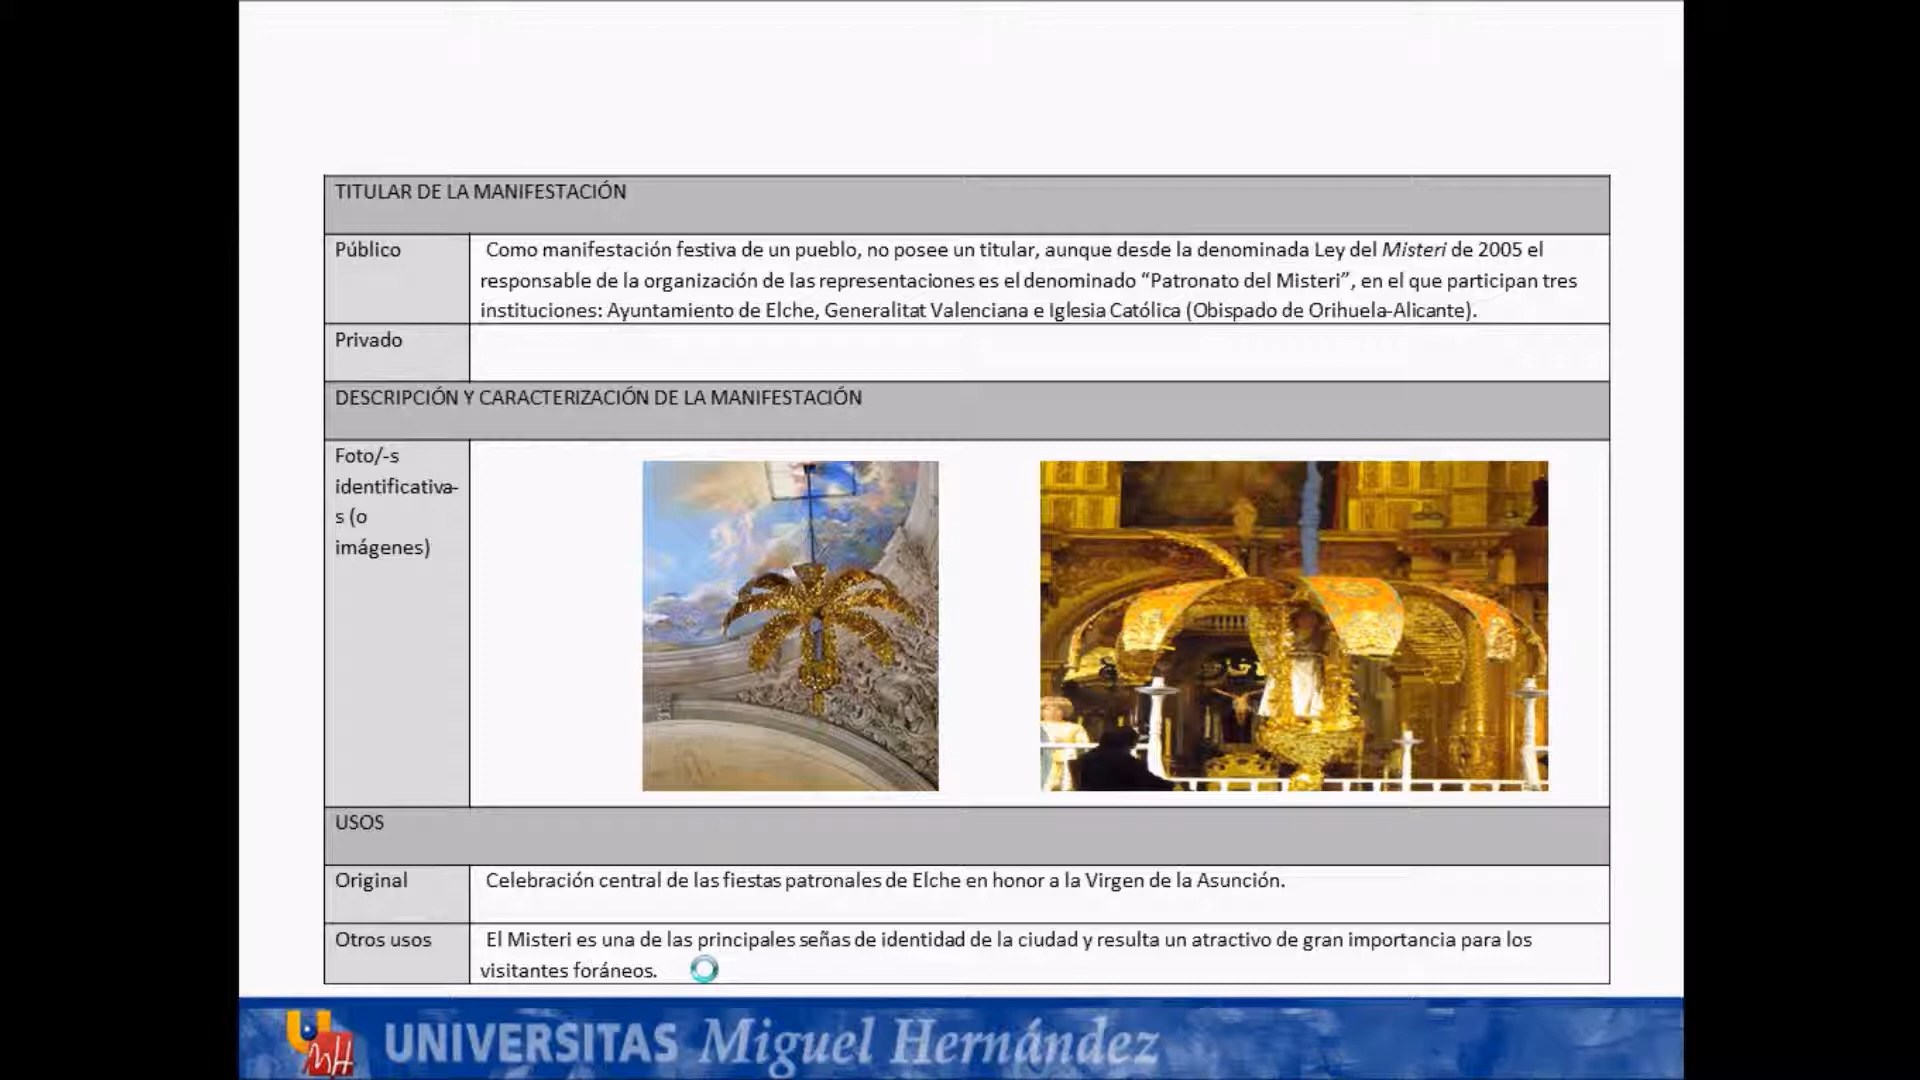 TITULAR DE LA MANIFESTACIÓN
Público
Como manifestación festiva de un pueblo, no posee un titular, aunque desde la denominada Ley del Misteri de 2005 el
responsable de la organización de las representaciones es el denominado “Patronato del Misteri”, en el que participan tres
instituciones: Ayuntamiento de Elche, Generalitat Valenciana e Iglesia Católica (Obispado de Orihuela-Alicante).
Privado
DESCRIPCIÓN Y CARACTERIZACIÓN DE LA MANIFESTACIÓN
Foto/-s
identificativa-
s (o
imágenes)
USOS
Original
Celebración central de las fiestas patronales de Elche en honor a la Virgen de la Asunción.
Otros usos
El Misteri es una de las principales señas de identidad de la ciudad y resulta un atractivo de gran importancia para los
visitantes foráneos.
UMH
UNIVERSITAS Miguel Hernández